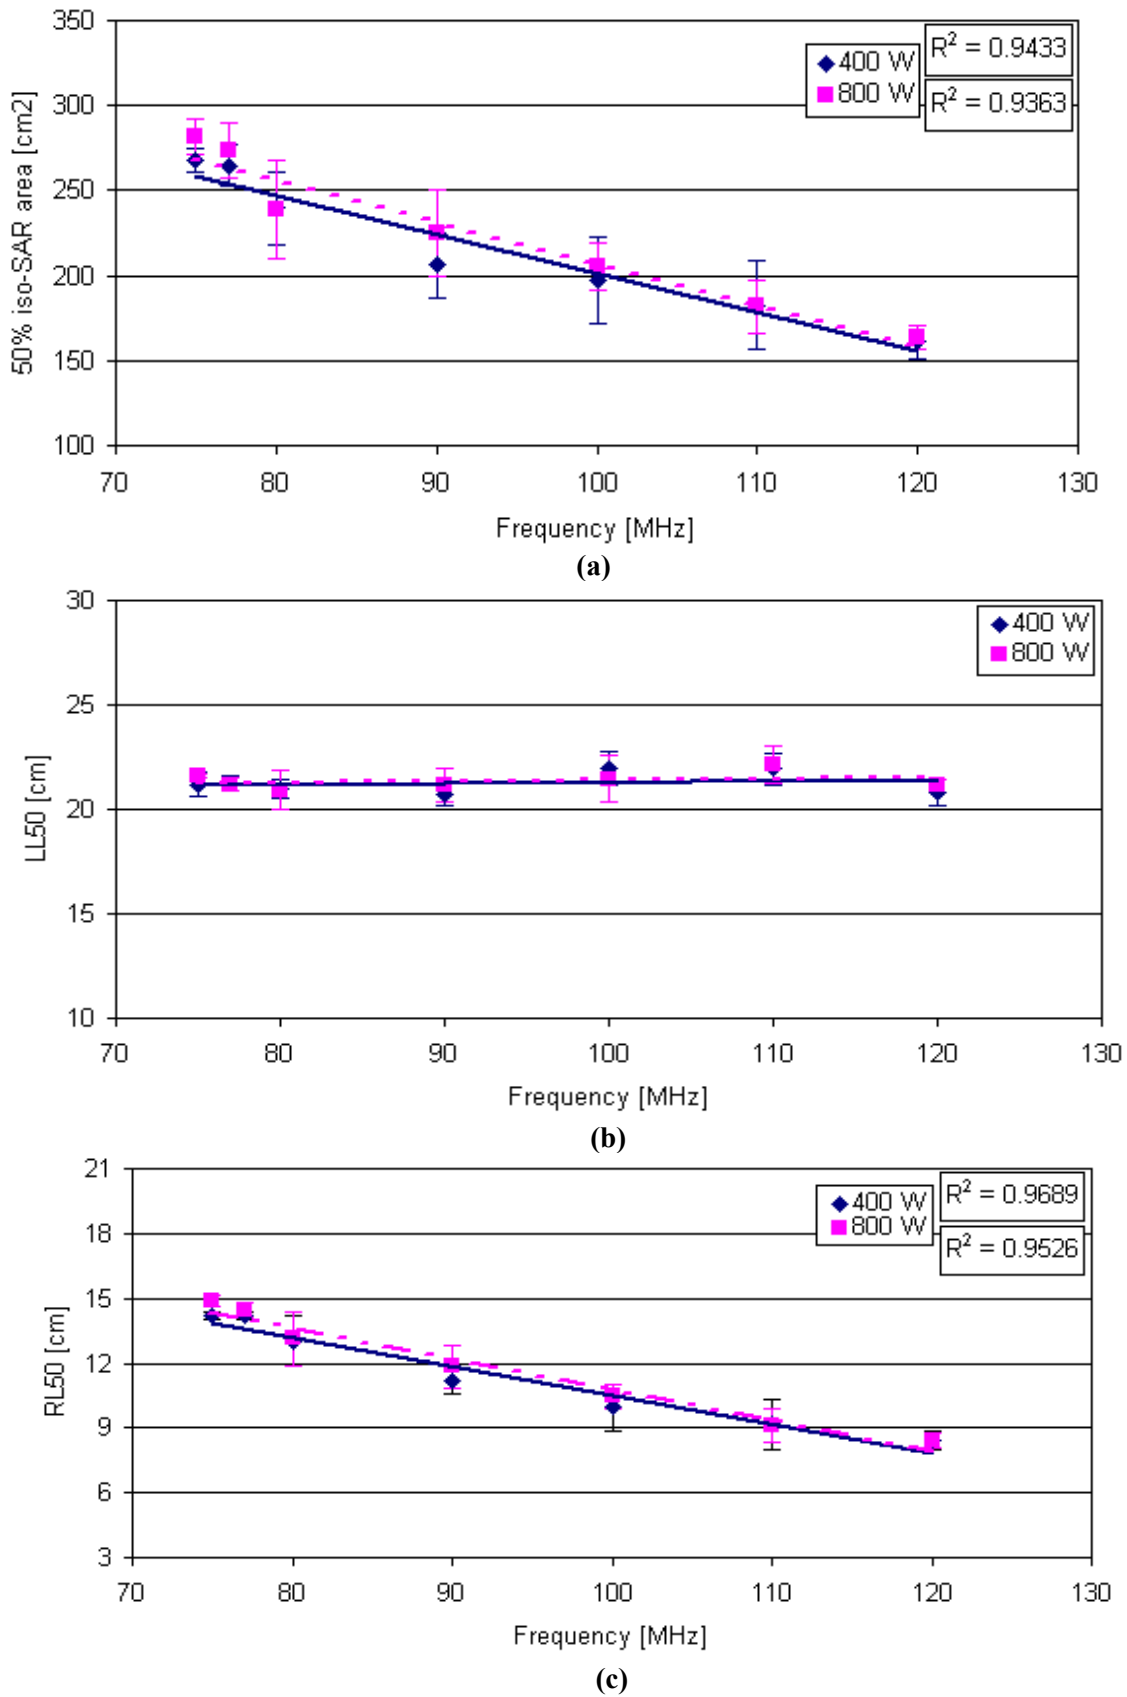 350
300
250
200
150
100
50% iso-SAR area [cm2]
400 W
800 W
R² = 0.9433
R² = 0.9363
70 80 90 100 110 120 130
Frequency [MHz]
(a)
30
25
20
15
10
LL50 [cm]
400 W
800 W
70 80 90 100 110 120 130
Frequency [MHz]
(b)
21
18
15
12
9
6
3
RL50 [cm]
400 W
800 W
R² = 0.9689
R² = 0.9526
70 80 90 100 110 120 130
Frequency [MHz]
(c)